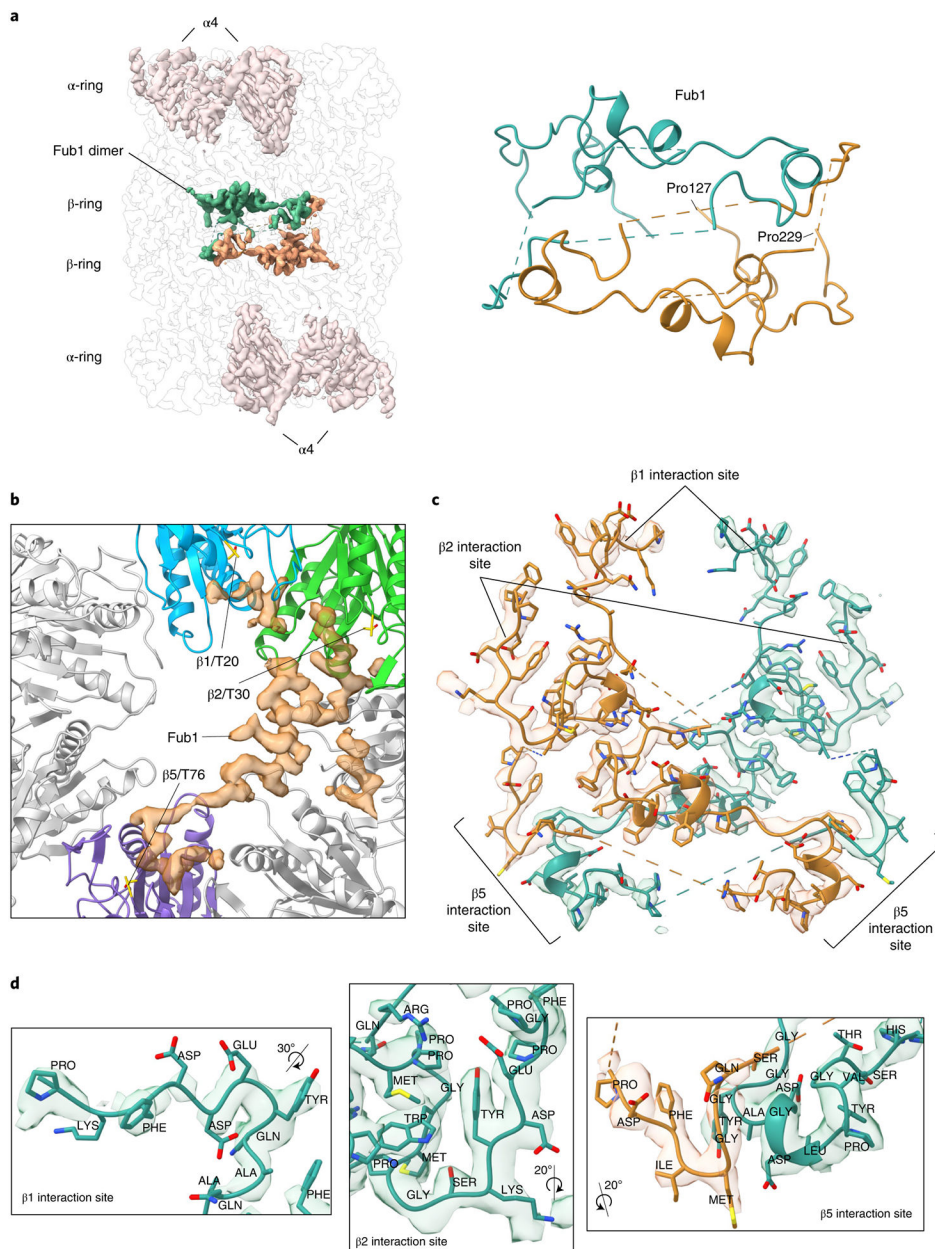 a
α4
α-ring
Fub1 dimer
β-ring
β-ring
α-ring
α4
Fub1
Pro127
Pro229
b
β1/T20
β2/T30
Fub1
β5/T76
c
β1 interaction site
β2 interaction
site
β5
interaction
site
β5
interaction
site
d
PRO
LYS
PHE
ASP
GLU
30°
TYR
ASP
GLN
ALA
ALA
GLN
PHE
β1 interaction site
GLN
ARG
PRO
PRO
MET
GLY
TRP
MET
PRO
GLY
SER
TYR
PRO
GLY
PHE
PRO
GLU
ASP
LYS
20°
β2 interaction site
PRO
ASP
PHE
ILE
GLN
SER
GLY
TYR
GLY
MET
GLY
GLY
ASP
ALA
GLY
ASP
LEU
THR
HIS
GLY
VAL
SER
TYR
PRO
20°
β5 interaction site